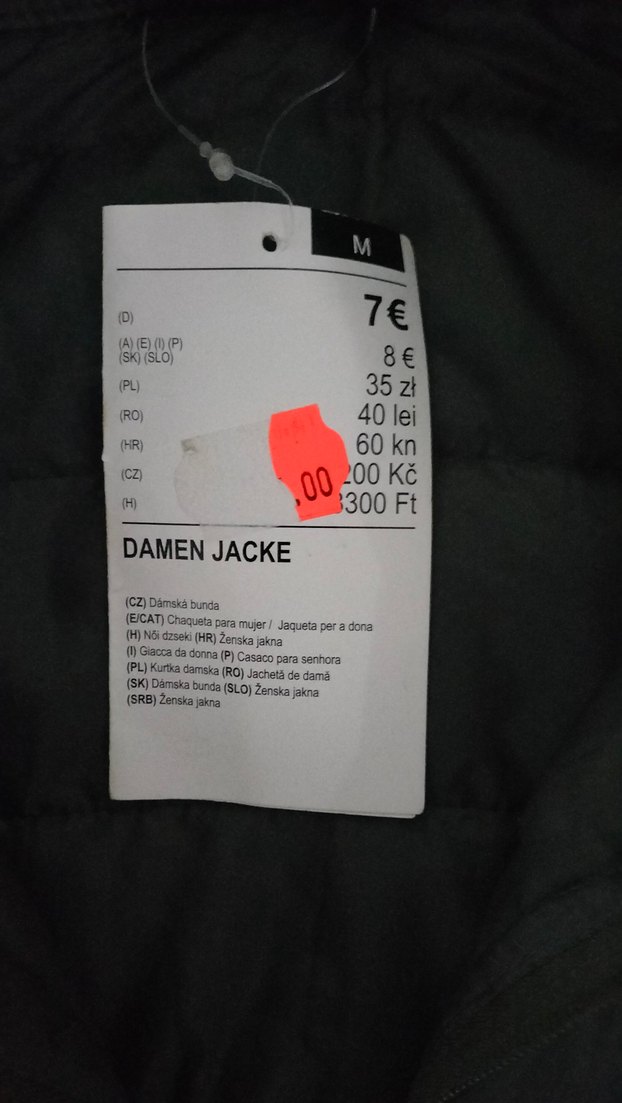 M
(D) 7€
(A) (E) (I) (P)
(SK) (SLO) 8 €
(PL) 35 zł
(RO) 40 lei
(HR) 60 kn
(CZ) 200 Kč
(H) 3300 Ft
.00
DAMEN JACKE
(CZ) Dámská bunda
(E/CAT) Chaqueta para mujer / Jaqueta per a dona
(H) Női dzseki (HR) Ženska jakna
(I) Giacca da donna (P) Casaco para senhora
(PL) Kurtka damska (RO) Jachetă de damă
(SK) Dámska bunda (SLO) Ženska jakna
(SRB) Ženska jakna